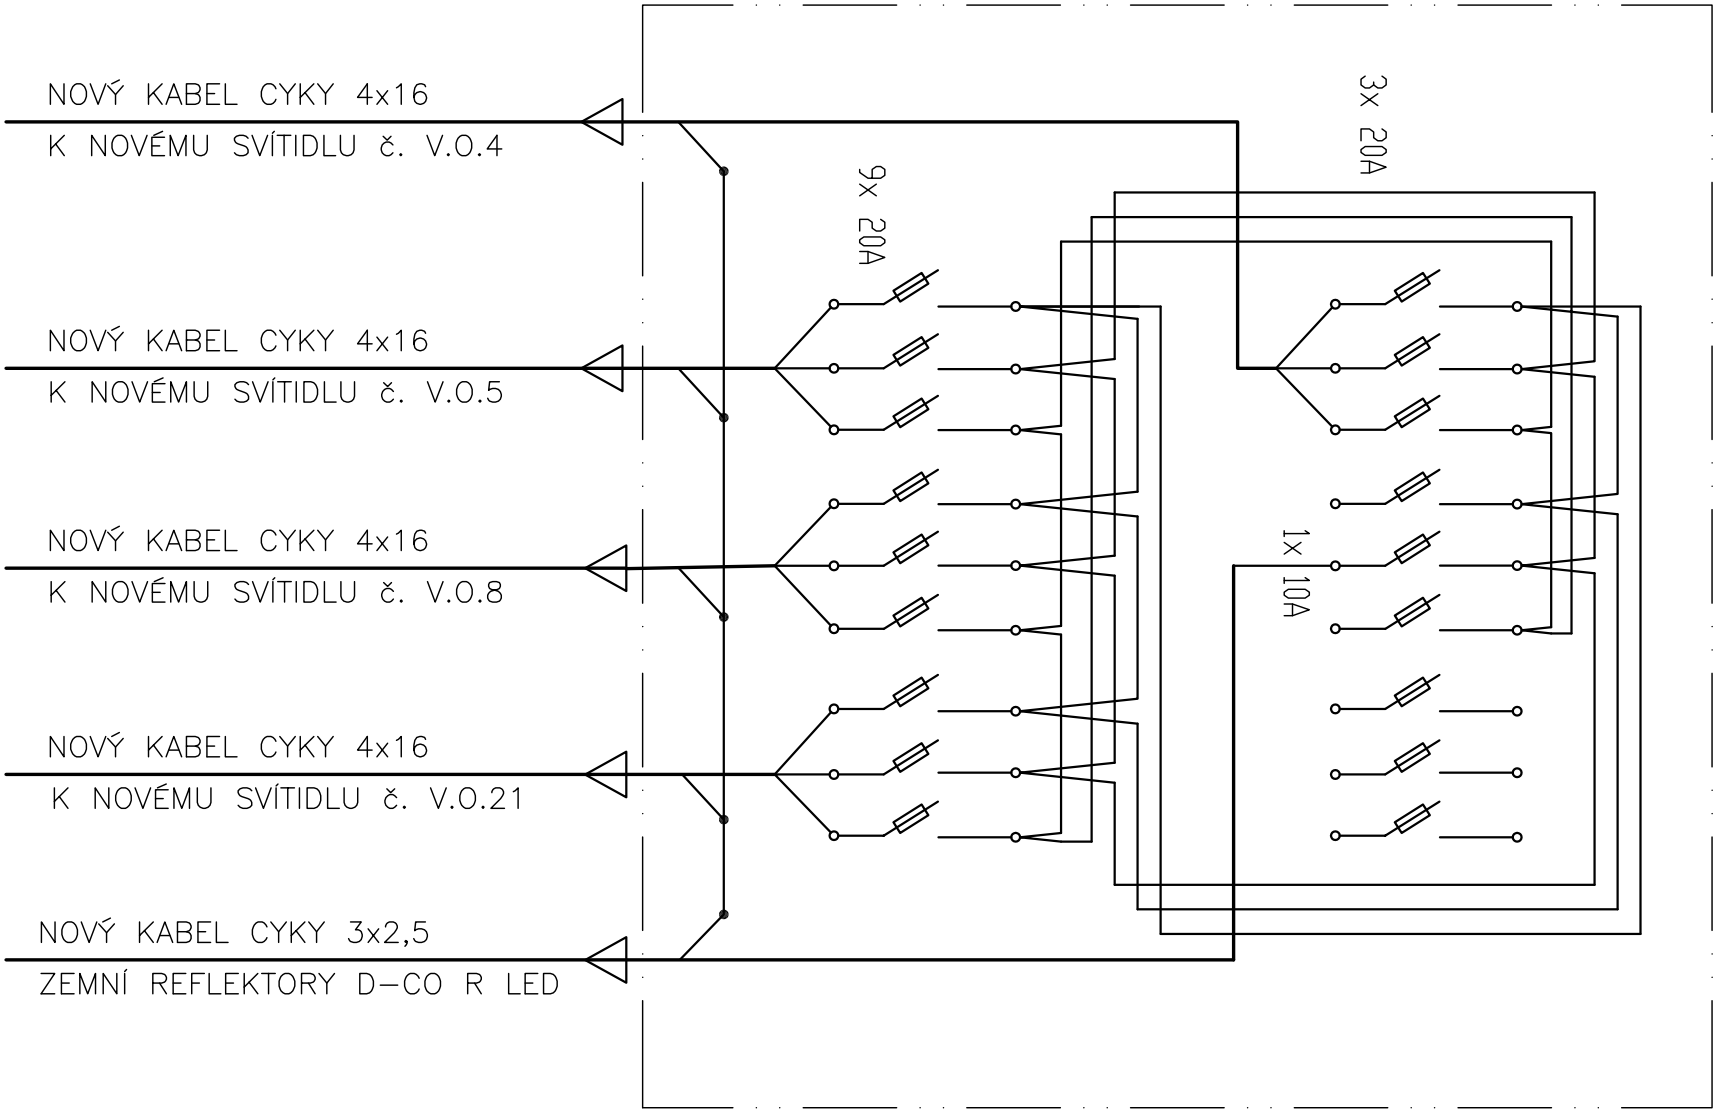 NOVÝ KABEL CYKY 4x16
K NOVÉMU SVÍTIDLU č. V.O.4
3x 20A
9x 20A
NOVÝ KABEL CYKY 4x16
K NOVÉMU SVÍTIDLU č. V.O.5
NOVÝ KABEL CYKY 4x16
K NOVÉMU SVÍTIDLU č. V.O.8
1x 10A
NOVÝ KABEL CYKY 4x16
K NOVÉMU SVÍTIDLU č. V.O.21
NOVÝ KABEL CYKY 3x2,5
ZEMNÍ REFLEKTORY D-CO R LED